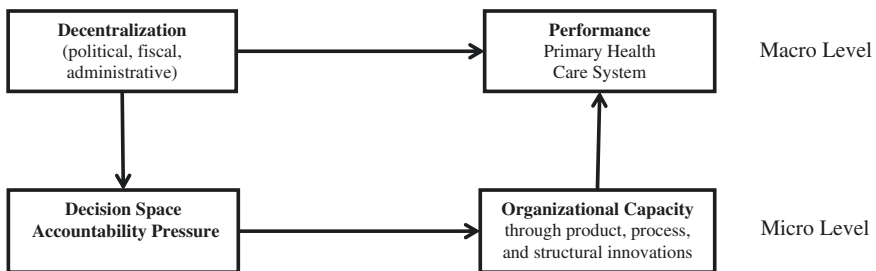 Decentralization
(political, fiscal,
administrative)
Performance
Primary Health
Care System
Macro Level
Decision Space
Accountability Pressure
Organizational Capacity
through product, process,
and structural innovations
Micro Level